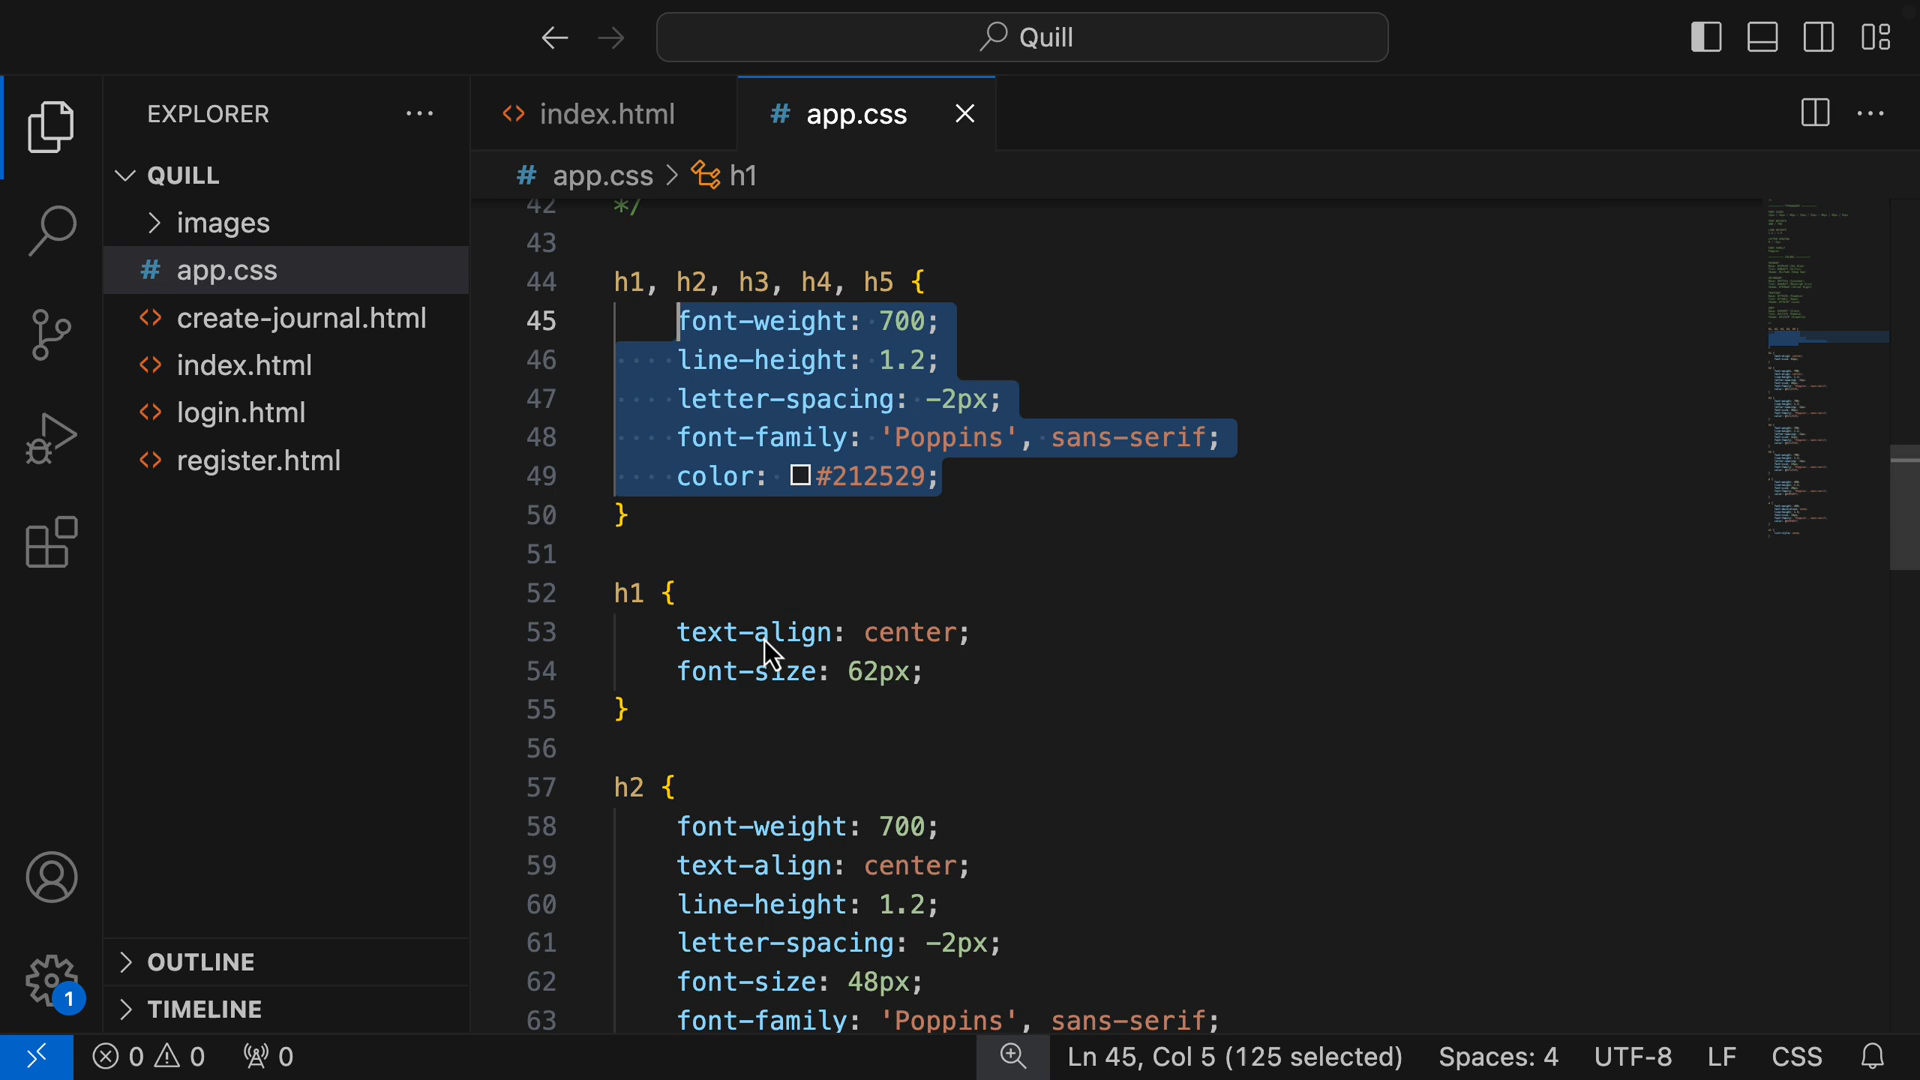 Quill
EXPLORER
index.html
# app.css
QUILL
# app.css > h1
images
# app.css
create-journal.html
index.html
login.html
register.html
OUTLINE
TIMELINE
42 */
43
44 h1, h2, h3, h4, h5 {
45 font-weight: 700;
46 line-height: 1.2;
47 letter-spacing: -2px;
48 font-family: 'Poppins', sans-serif;
49 color: #212529;
50 }
51
52 h1 {
53 text-align: center;
54 font-size: 62px;
55 }
56
57 h2 {
58 font-weight: 700;
59 text-align: center;
60 line-height: 1.2;
61 letter-spacing: -2px;
62 font-size: 48px;
63 font-family: 'Poppins', sans-serif;
1
0 0 0
Ln 45, Col 5 (125 selected) Spaces: 4 UTF-8 LF CSS